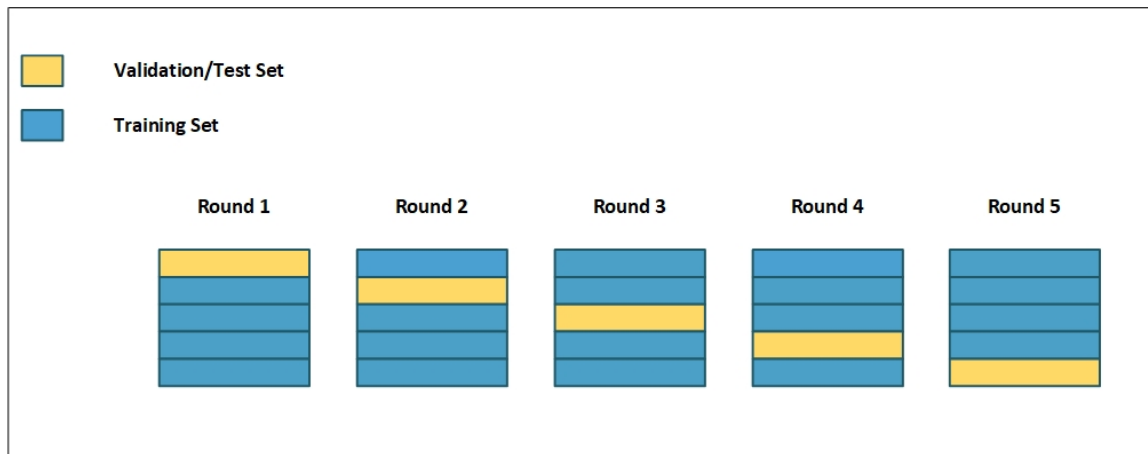 Validation/Test Set
Training Set
Round 1 Round 2 Round 3 Round 4 Round 5